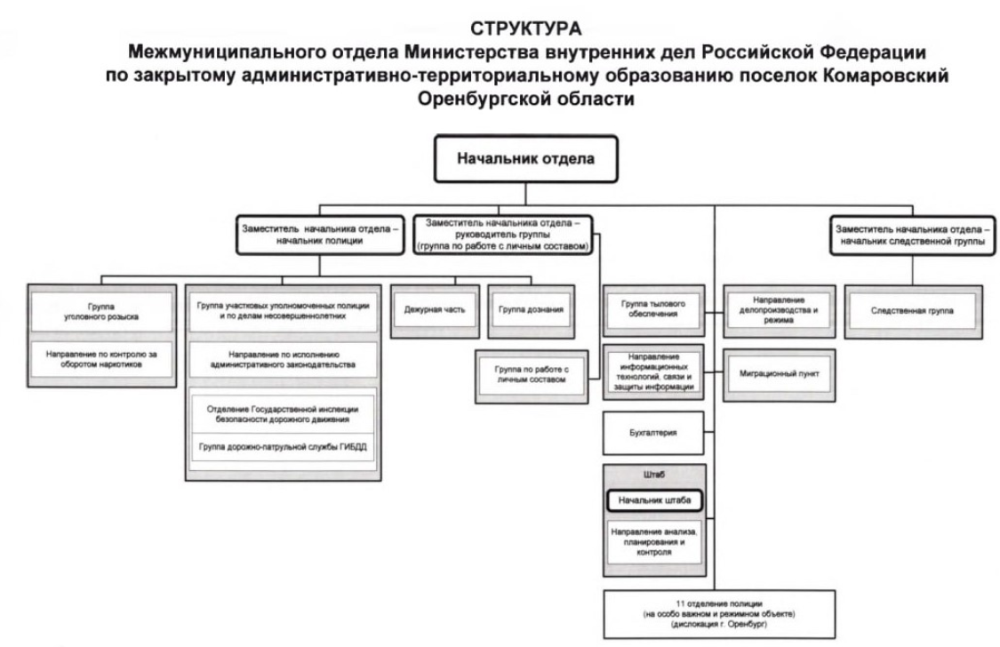 СТРУКТУРА
Межмуниципального отдела Министерства внутренних дел Российской Федерации
по закрытому административно-территориальному образованию поселок Комаровский
Оренбургской области
Начальник отдела
Заместитель начальника отдела –
начальник полиции
Заместитель начальника отдела –
руководитель группы
(группа по работе с личным составом)
Заместитель начальника отдела –
начальник следственной группы
Группа
уголовного розыска
Направление по контролю за
оборотом наркотиков
Группа участковых уполномоченных полиции
и по делам несовершеннолетних
Направление по исполнению
административного законодательства
Отделение Государственной инспекции
безопасности дорожного движения
Группа дорожно-патрульной службы ГИБДД
Дежурная часть
Группа дознания
Группа по работе с
личным составом
Группа тылового
обеспечения
Направление
информационных
технологий, связи и
защиты информации
Бухгалтерия
Штаб
Начальник штаба
Направление анализа,
планирования и
контроля
11 отделение полиции
(на особо важном и режимном объекте)
(дислокация г. Оренбург)
Направление
делопроизводства и
режима
Миграционный пункт
Следственная группа